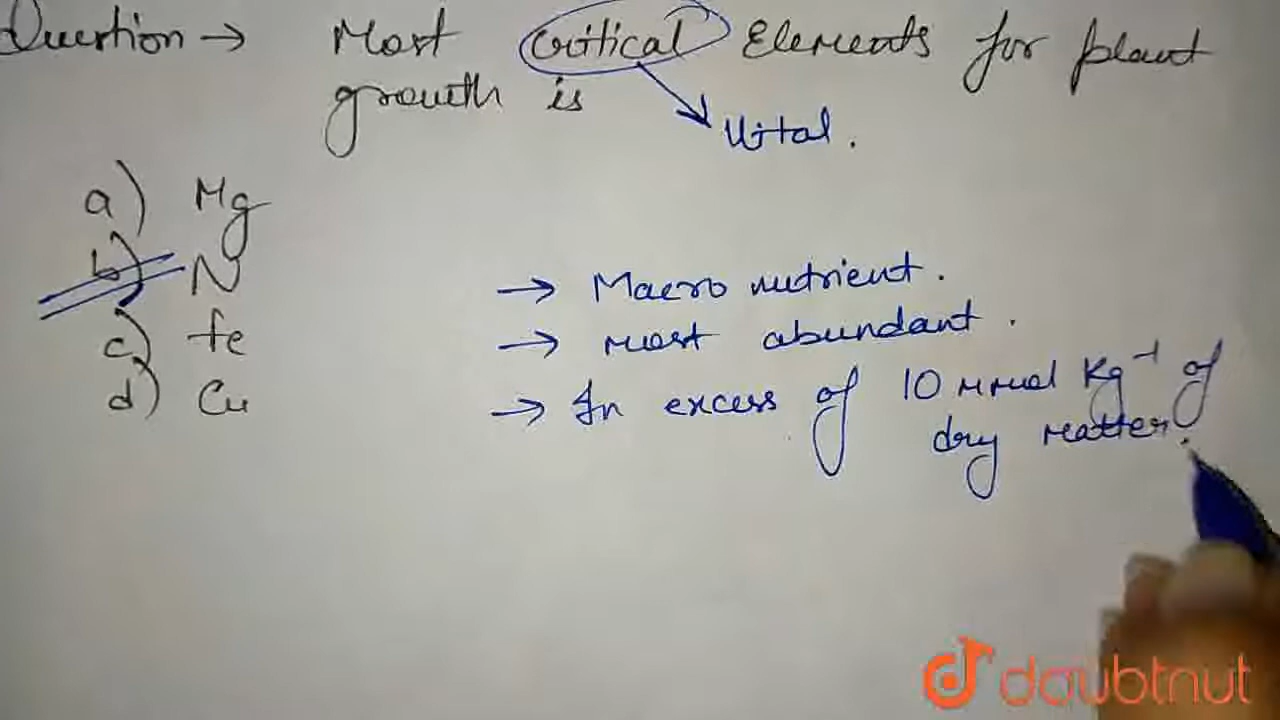 Question → Most critical Elements for plant
growth is
Vital.
a) Mg
b) N
c) Fe
d) Cu
→ Macro nutrient.
→ most abundant.
→ In excess of 10 mmol Kg⁻¹ of
dry matter.
doubtnut